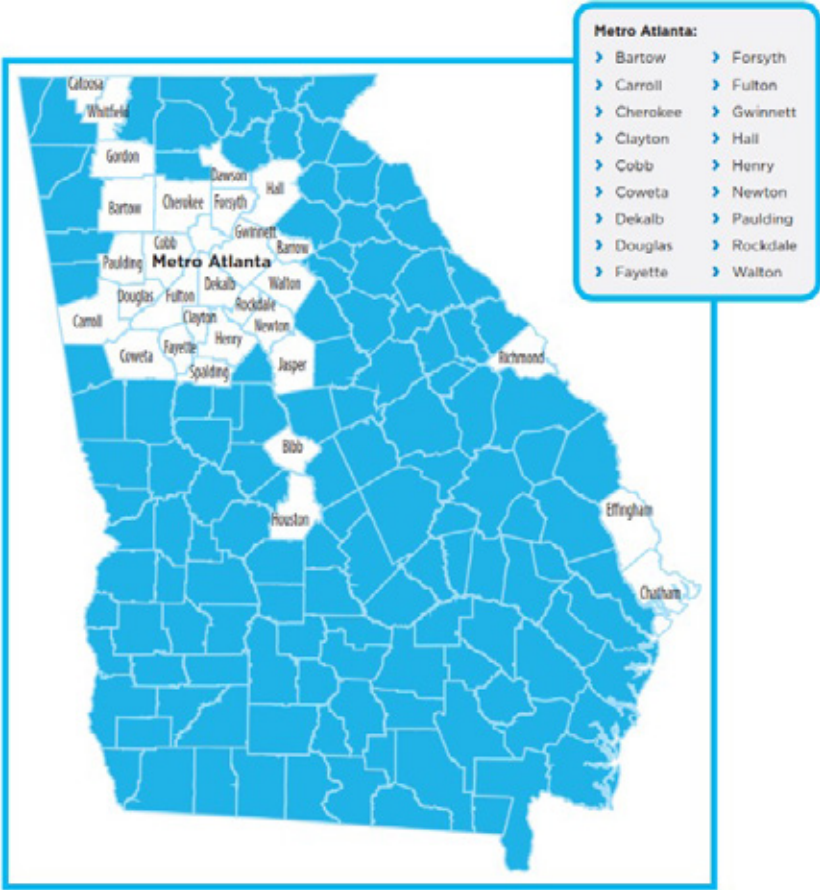 Metro Atlanta:
› Bartow › Forsyth
› Carroll › Fulton
› Cherokee › Gwinnett
› Clayton › Hall
› Cobb › Henry
› Coweta › Newton
› Dekalb › Paulding
› Douglas › Rockdale
› Fayette › Walton
Catoosa
Whitfield
Gordon
Dawson
Hall
Bartow
Cherokee
Forsyth
Gwinnett
Cobb
Barrow
Paulding
Metro Atlanta
Dekalb
Walton
Douglas
Fulton
Rockdale
Carroll
Clayton
Newton
Henry
Fayette
Coweta
Jasper
Spalding
Richmond
Bibb
Houston
Effingham
Chatham